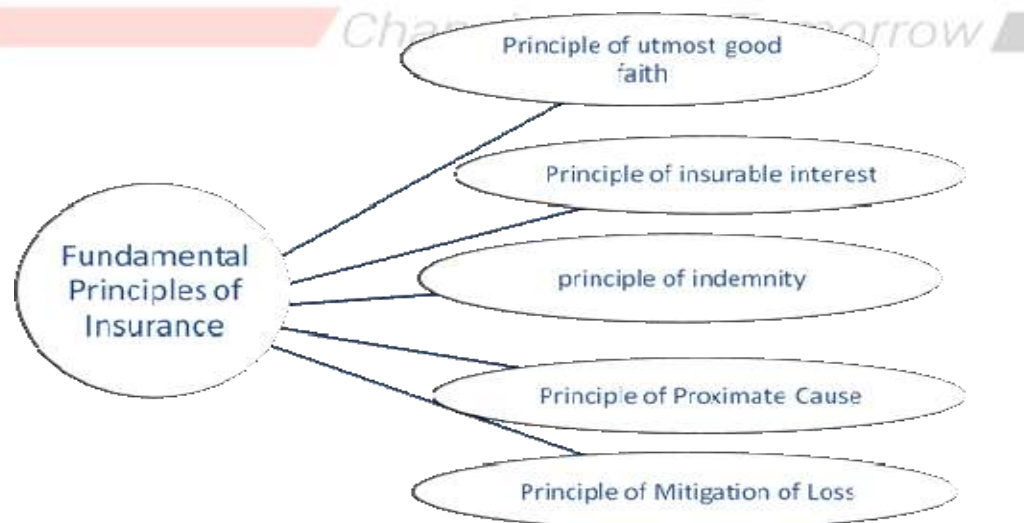 Principle of utmost good
faith
Principle of insurable interest
Fundamental
Principles of
Insurance
principle of indemnity
Principle of Proximate Cause
Principle of Mitigation of Loss